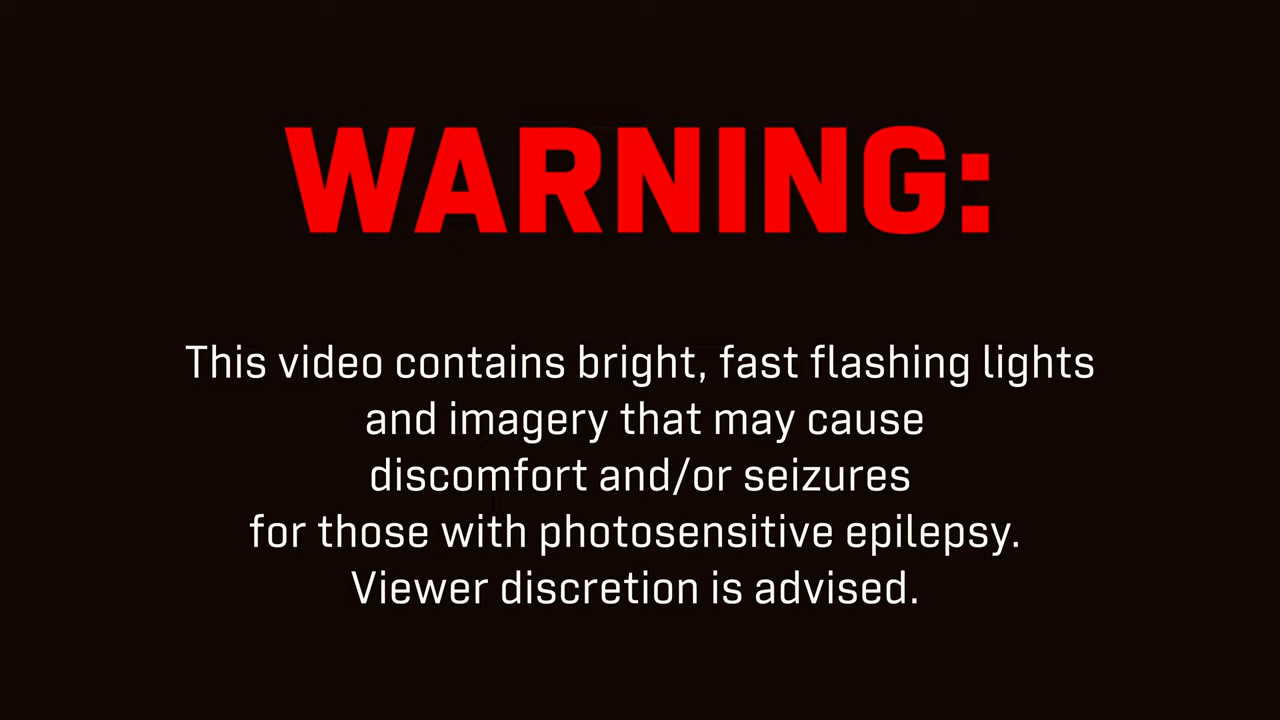 WARNING:
This video contains bright, fast flashing lights
and imagery that may cause
discomfort and/or seizures
for those with photosensitive epilepsy.
Viewer discretion is advised.